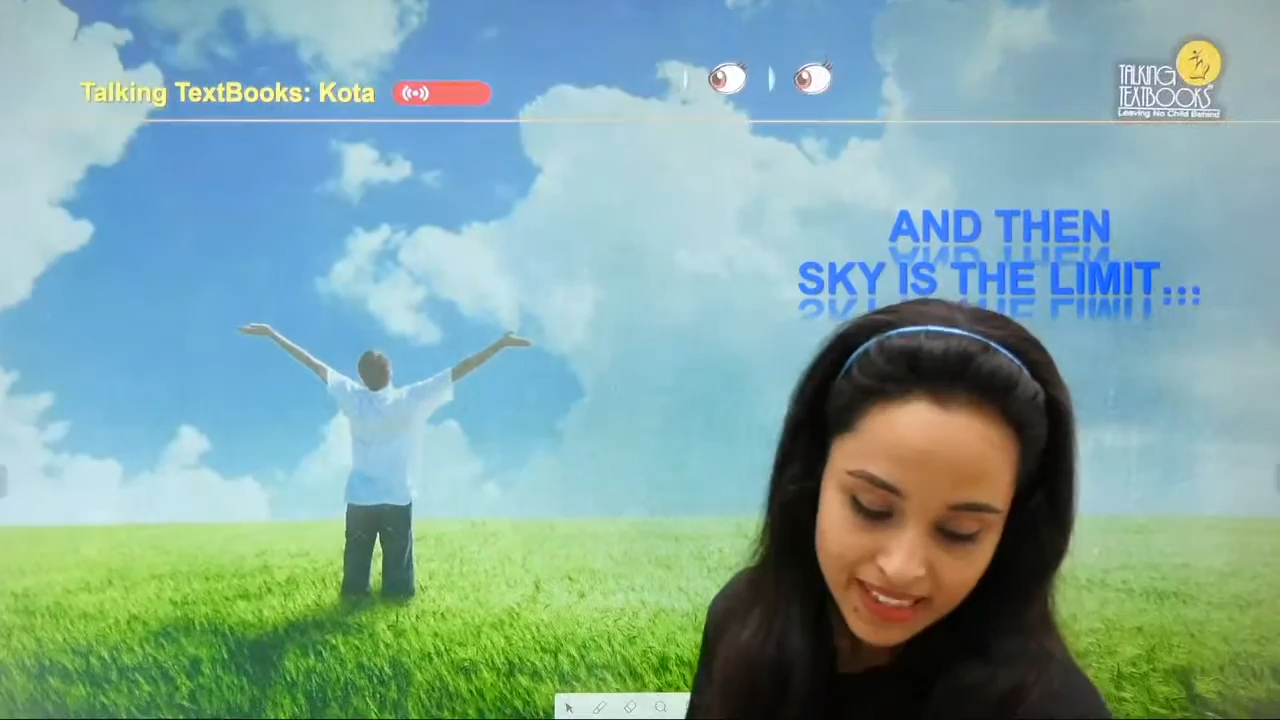 Talking TextBooks: Kota
TALKING
TEXTBOOKS
Leaving No Child Behind
AND THEN
SKY IS THE LIMIT...